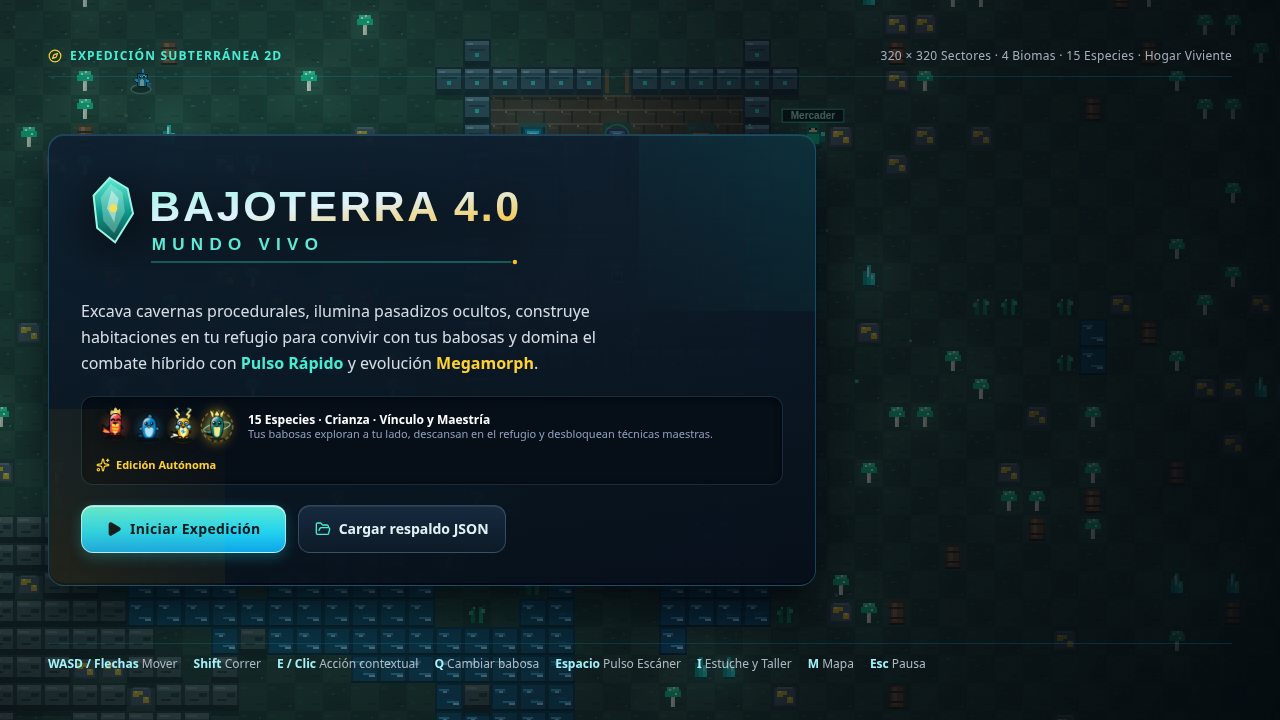 EXPEDICIÓN SUBTERRÁNEA 2D
320 × 320 Sectores · 4 Biomas · 15 Especies · Hogar Viviente
Mercader
BAJOTERRA 4.0
MUNDO VIVO
Excava cavernas procedurales, ilumina pasadizos ocultos, construye
habitaciones en tu refugio para convivir con tus babosas y domina el
combate híbrido con Pulso Rápido y evolución Megamorph.
15 Especies · Crianza · Vínculo y Maestría
Tus babosas exploran a tu lado, descansan en el refugio y desbloquean técnicas maestras.
Edición Autónoma
Iniciar Expedición
Cargar respaldo JSON
WASD / Flechas Mover Shift Correr E / Clic Acción contextual Q Cambiar babosa Espacio Pulso Escáner I Estuche y Taller M Mapa Esc Pausa